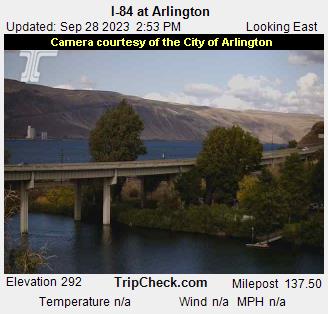 I-84 at Arlington
Updated: Sep 28 2023 2:53 PM Looking East
Camera courtesy of the City of Arlington
Elevation 292 TripCheck.com Milepost 137.50
Temperature n/a Wind n/a MPH n/a